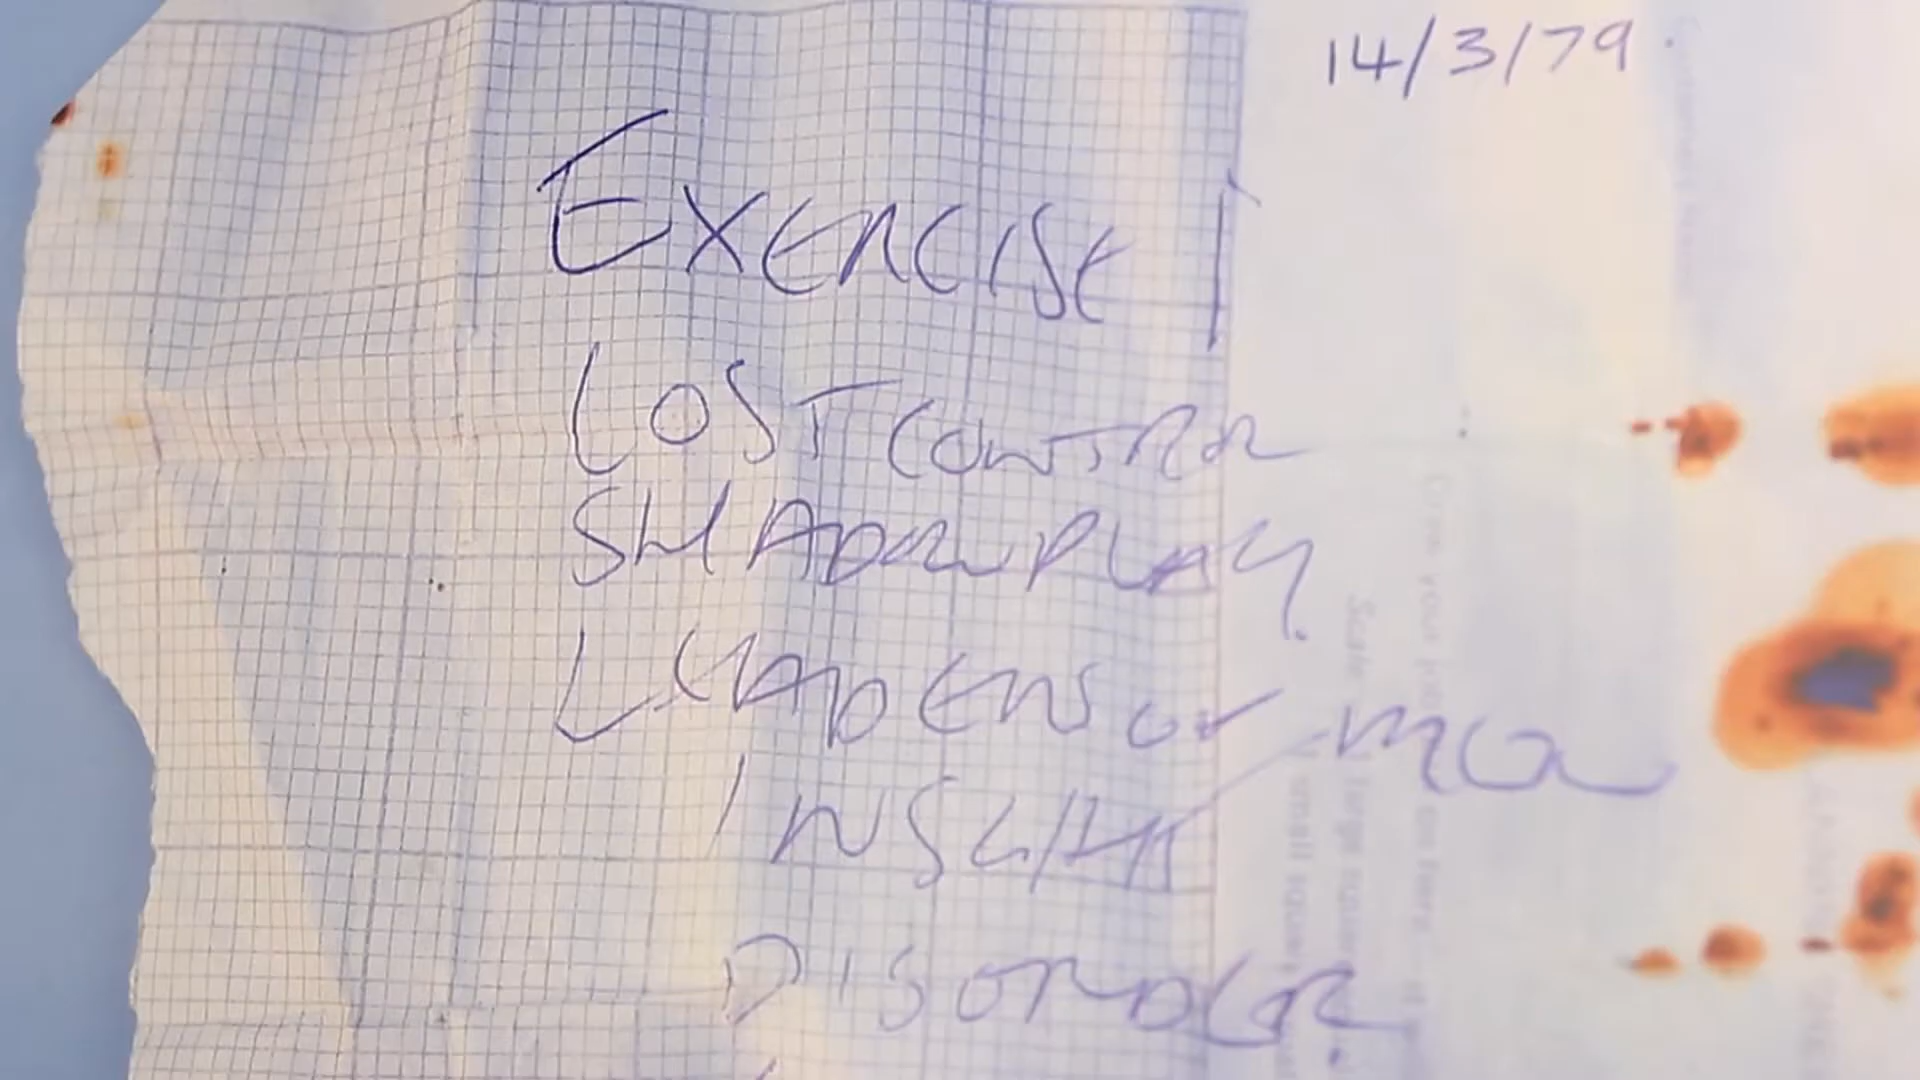 14/3/79
EXERCISE 1
LOST CONTROL
SHADOWPLAY
LEADERS OF MEN
INSIGHT
DISORDER